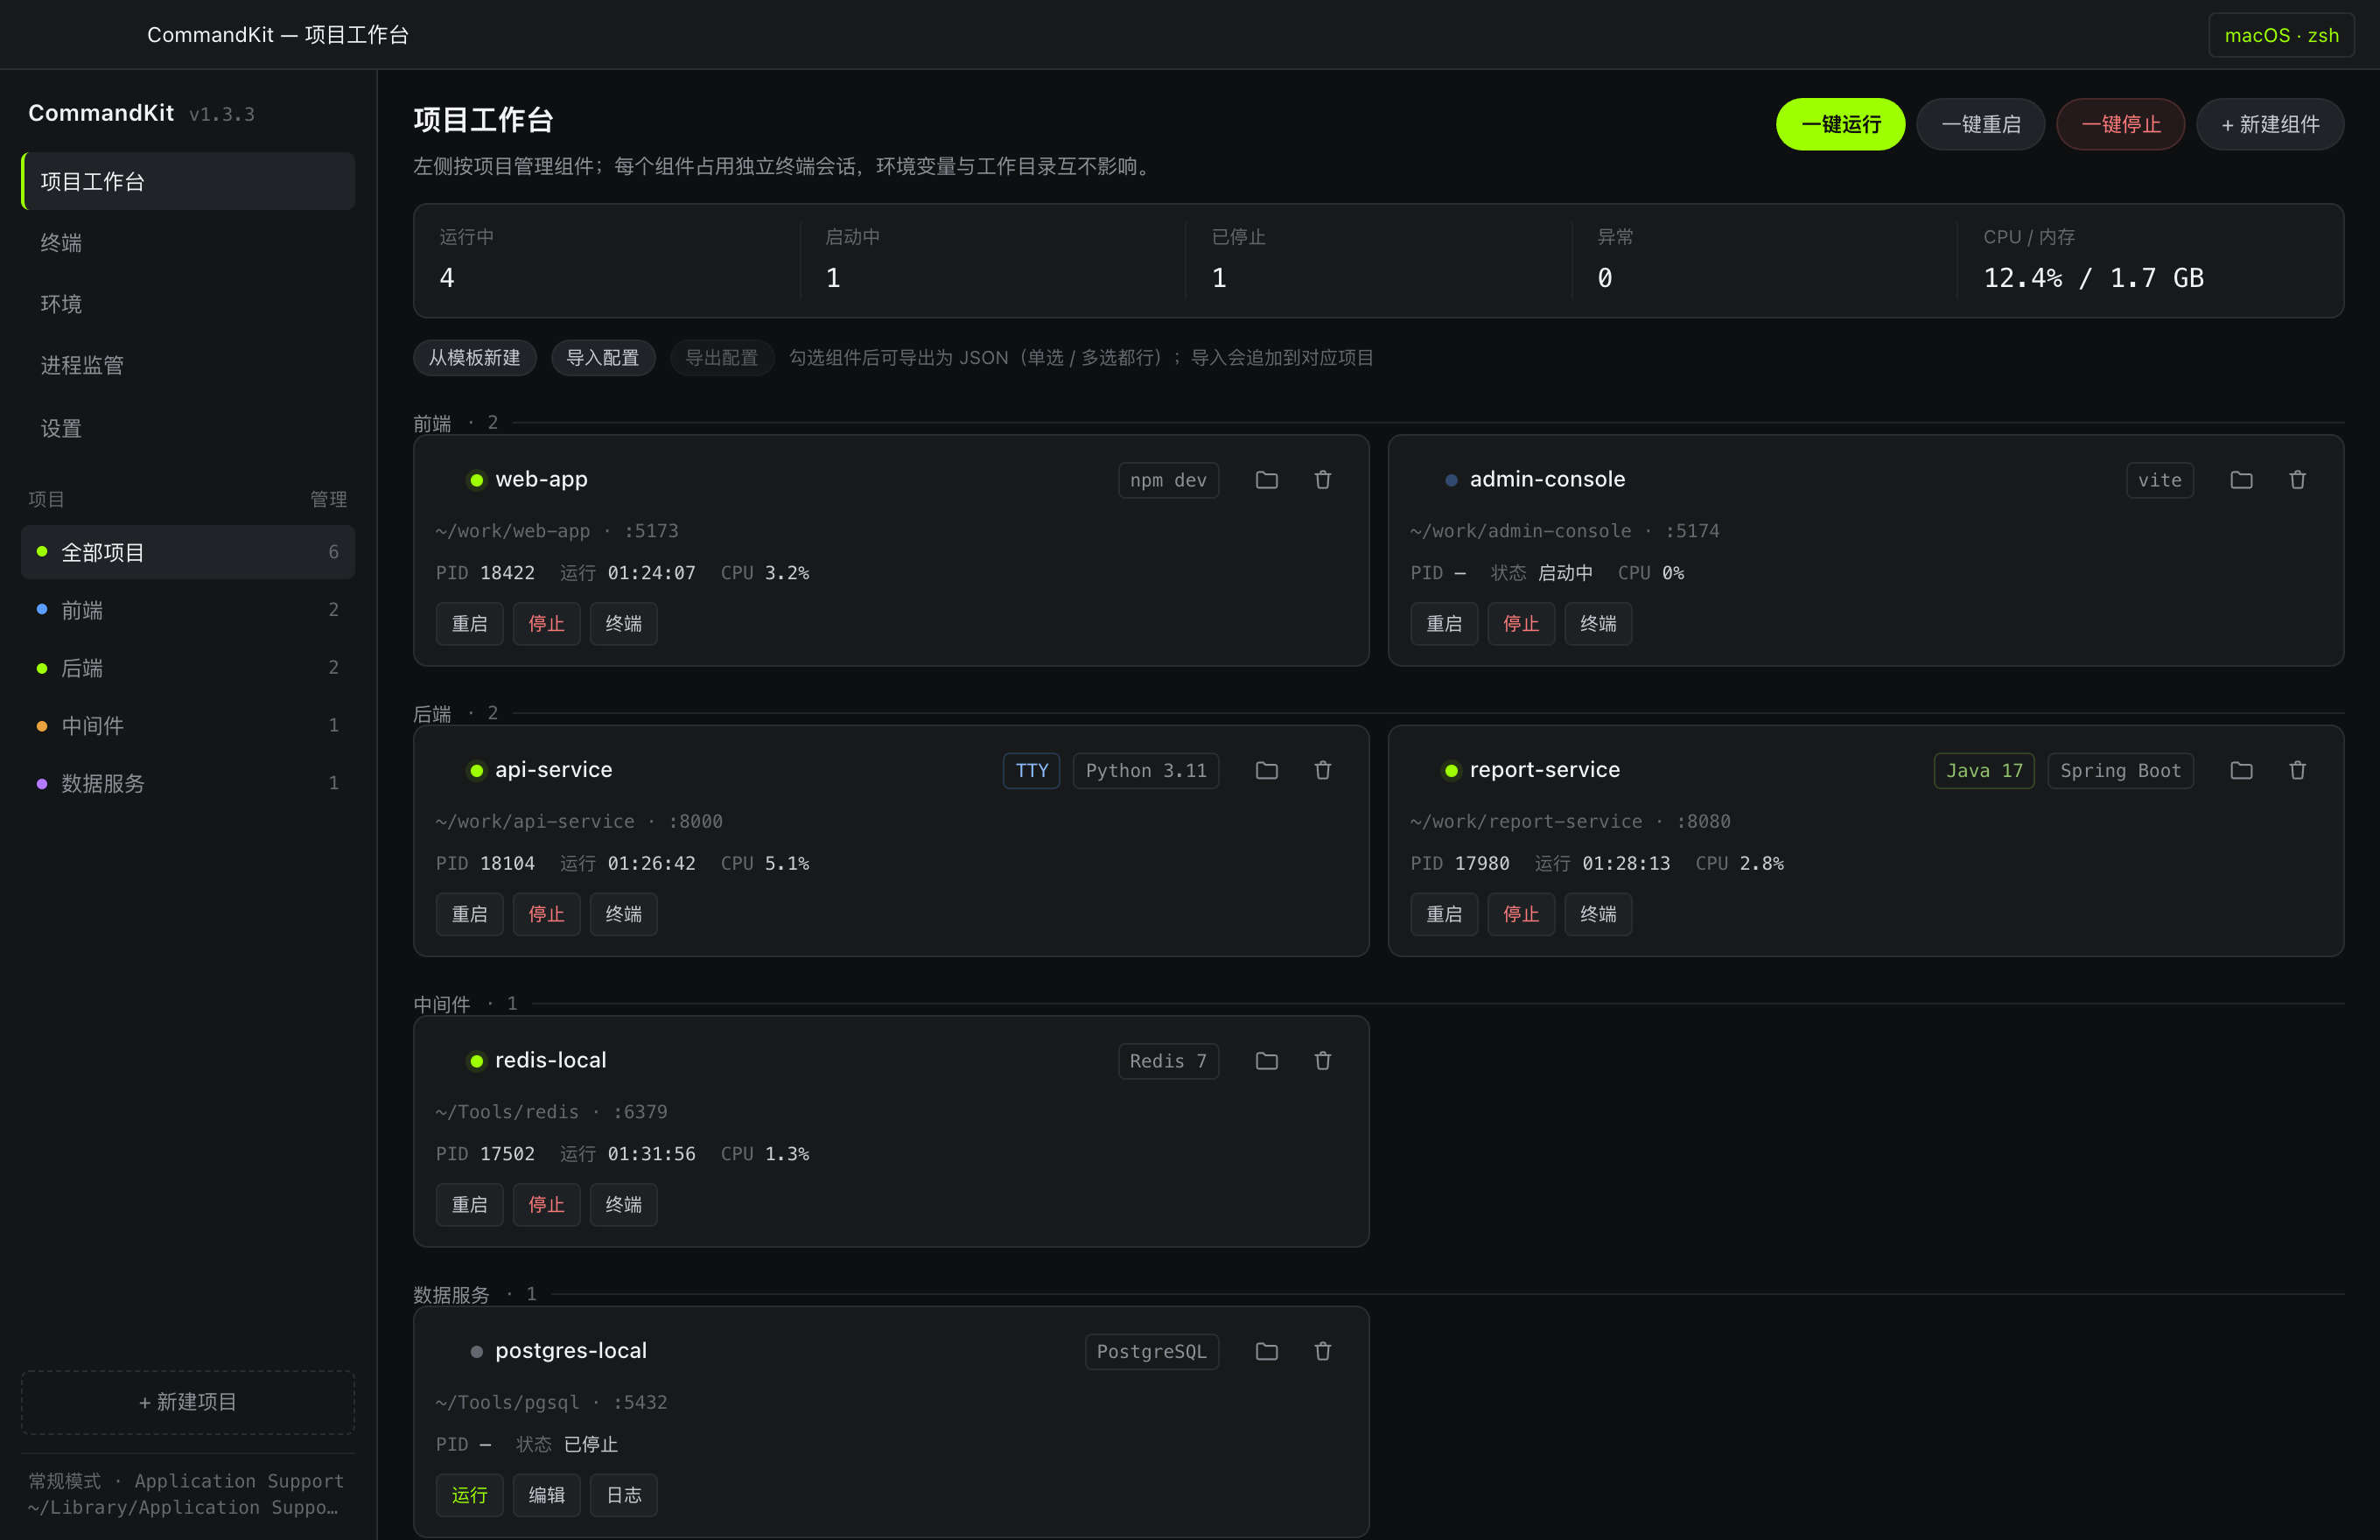 CommandKit — 项目工作台
macOS · zsh
CommandKit v1.3.3
项目工作台
终端
环境
进程监管
设置
项目 管理
全部项目 6
前端 2
后端 2
中间件 1
数据服务 1
+ 新建项目
常规模式 · Application Support
~/Library/Application Suppo…
项目工作台
一键运行 一键重启 一键停止 + 新建组件
左侧按项目管理组件；每个组件占用独立终端会话，环境变量与工作目录互不影响。
运行中 启动中 已停止 异常 CPU / 内存
4 1 1 0 12.4% / 1.7 GB
从模板新建 导入配置 导出配置 勾选组件后可导出为 JSON（单选 / 多选都行）；导入会追加到对应项目
前端 · 2
web-app npm dev
~/work/web-app · :5173
PID 18422 运行 01:24:07 CPU 3.2%
重启 停止 终端
admin-console vite
~/work/admin-console · :5174
PID — 状态 启动中 CPU 0%
重启 停止 终端
后端 · 2
api-service TTY Python 3.11
~/work/api-service · :8000
PID 18104 运行 01:26:42 CPU 5.1%
重启 停止 终端
report-service Java 17 Spring Boot
~/work/report-service · :8080
PID 17980 运行 01:28:13 CPU 2.8%
重启 停止 终端
中间件 · 1
redis-local Redis 7
~/Tools/redis · :6379
PID 17502 运行 01:31:56 CPU 1.3%
重启 停止 终端
数据服务 · 1
postgres-local PostgreSQL
~/Tools/pgsql · :5432
PID — 状态 已停止
运行 编辑 日志